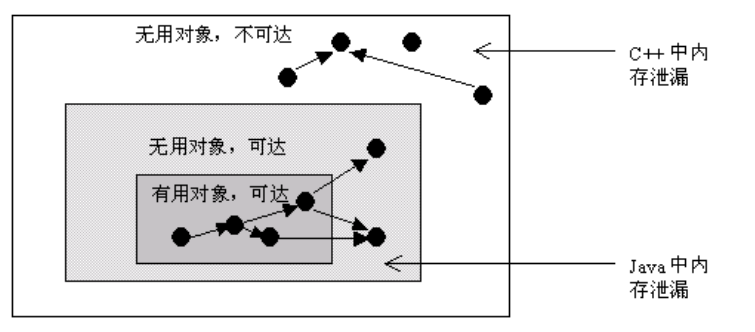 无用对象，不可达
C++ 中内
存泄漏
无用对象，可达
有用对象，可达
Java 中内
存泄漏